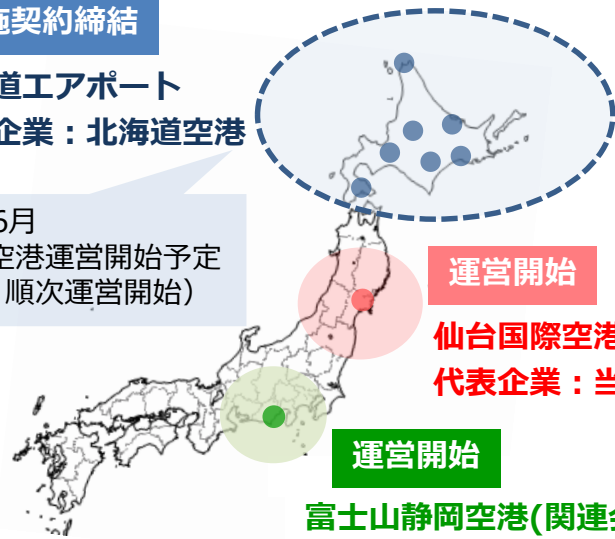 施契約締結
道エアポート
企業：北海道空港
6月
空港運営開始予定
順次運営開始）
運営開始
仙台国際空港
代表企業：当
運営開始
富士山静岡空港(関連会